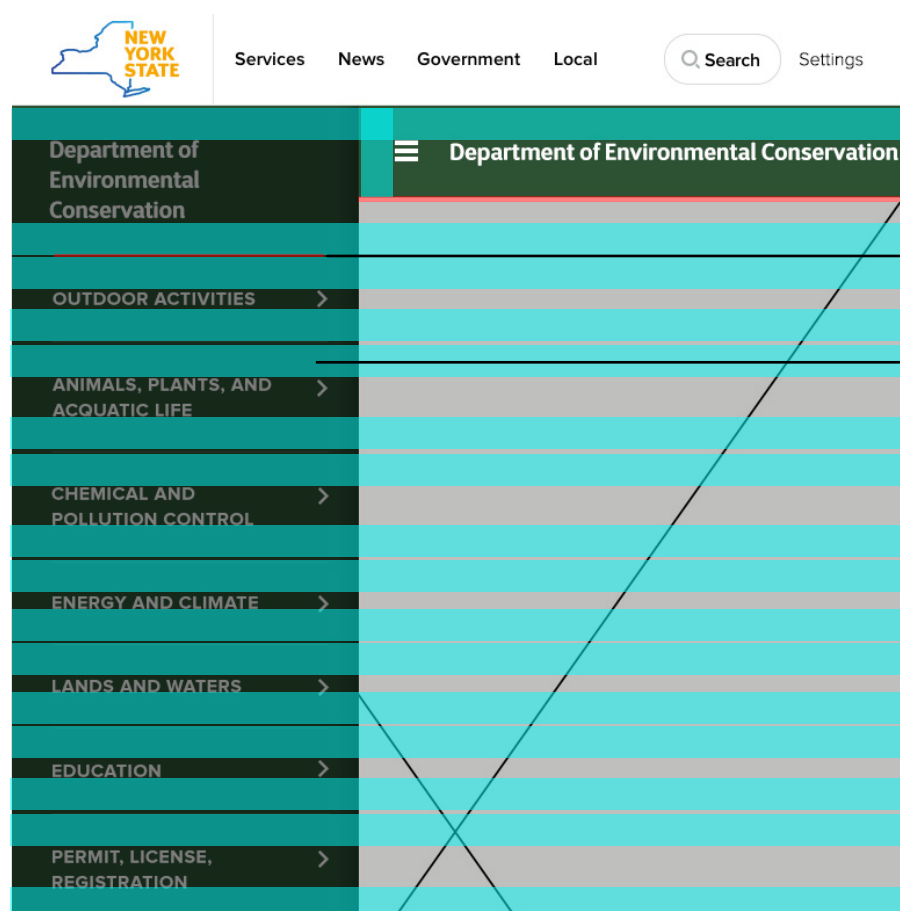 NEW
YORK
STATE
Services News Government Local Search Settings
Department of
Environmental
Conservation
Department of Environmental Conservation
OUTDOOR ACTIVITIES
ANIMALS, PLANTS, AND
ACQUATIC LIFE
CHEMICAL AND
POLLUTION CONTROL
ENERGY AND CLIMATE
LANDS AND WATERS
EDUCATION
PERMIT, LICENSE,
REGISTRATION